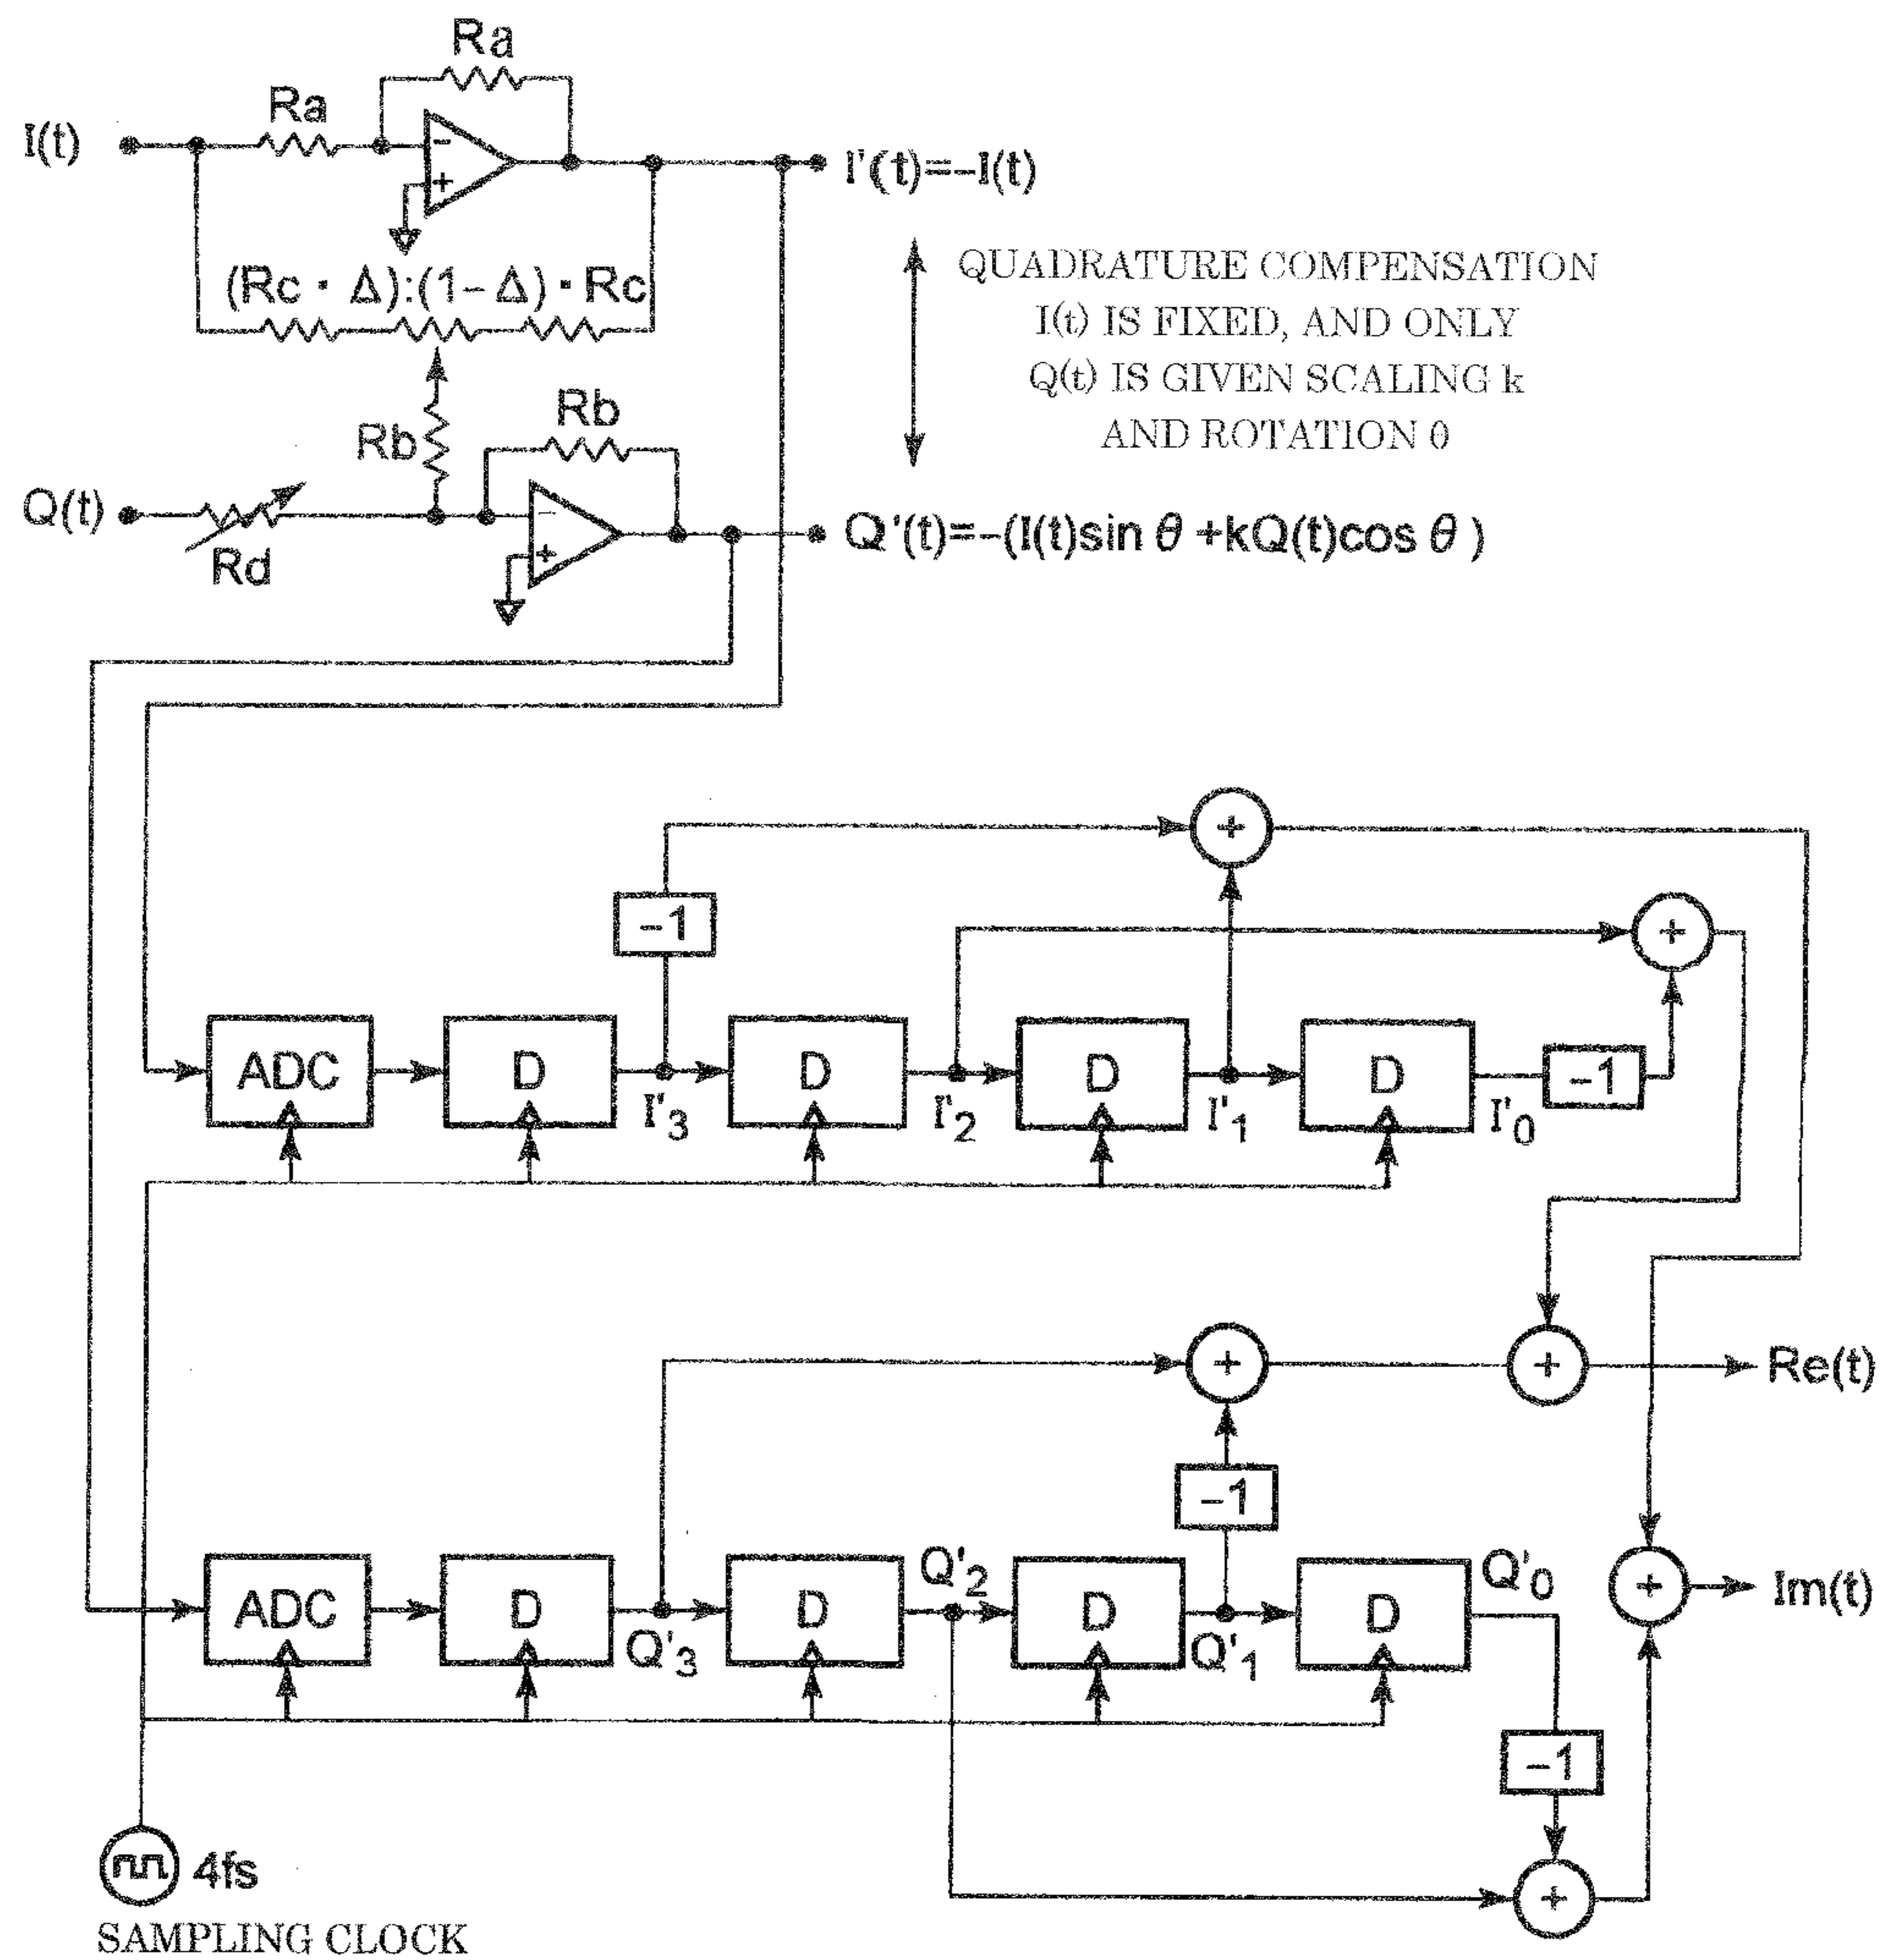 Ra
Ra
I(t)
I'(t)=–I(t)
(Rc · Δ):(1–Δ) · Rc
QUADRATURE COMPENSATION
I(t) IS FIXED, AND ONLY
Q(t) IS GIVEN SCALING k
AND ROTATION θ
Rb
Rb
Q(t)
Rd
Q'(t)=–(I(t)sin θ +kQ(t)cos θ )
+
–1
+
ADC
D
I'3
D
I'2
D
I'1
D
I'0
–1
+
+
Re(t)
–1
ADC
D
Q'3
D
Q'2
D
Q'1
D
Q'0
+
Im(t)
–1
4fs
+
SAMPLING CLOCK